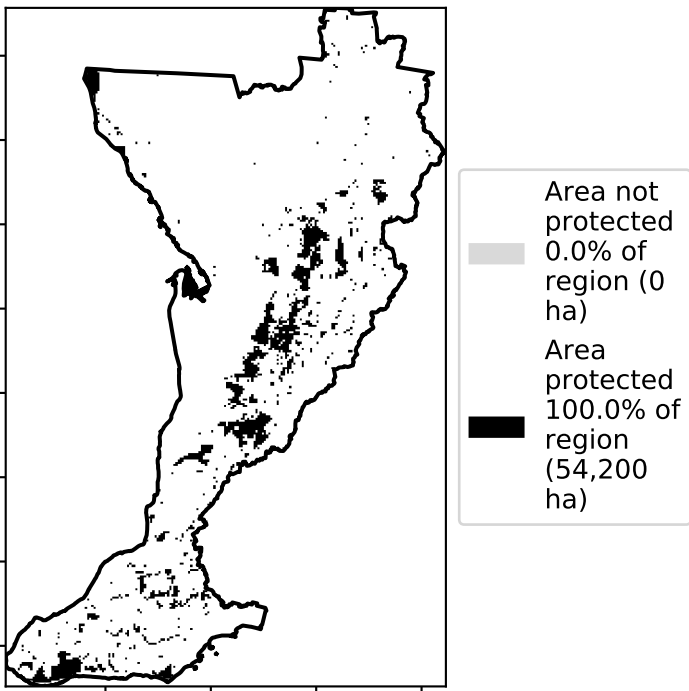 Area not
protected
0.0% of
region (0
ha)
Area
protected
100.0% of
region
(54,200
ha)